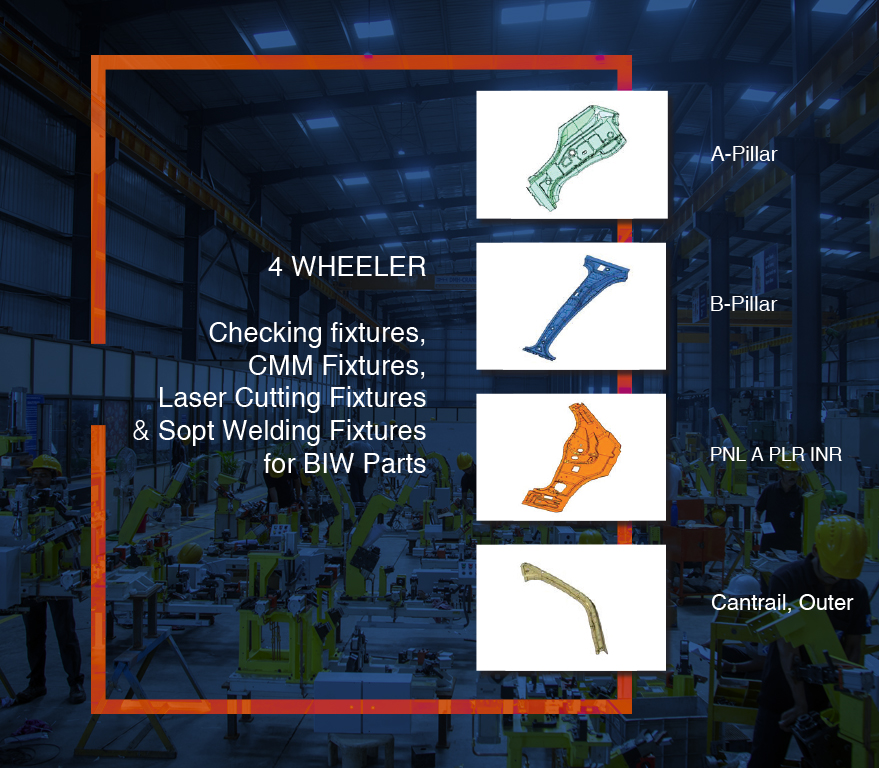 4 WHEELER
Checking fixtures,
CMM Fixtures,
Laser Cutting Fixtures
& Sopt Welding Fixtures
for BIW Parts
A-Pillar
B-Pillar
PNL A PLR INR
Cantrail, Outer